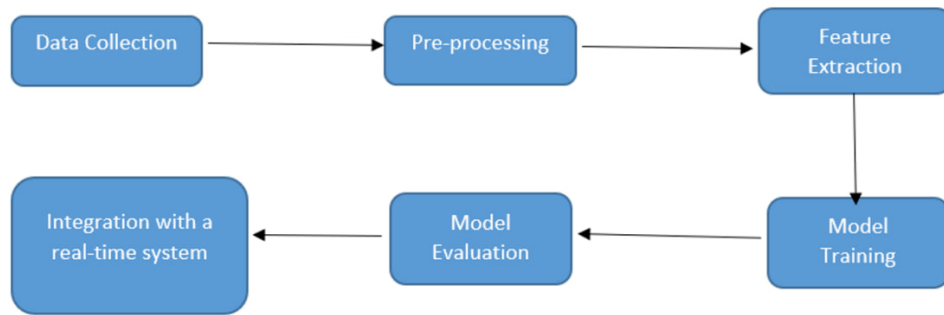 Data Collection
Pre-processing
Feature
Extraction
Model
Training
Model
Evaluation
Integration with a
real-time system